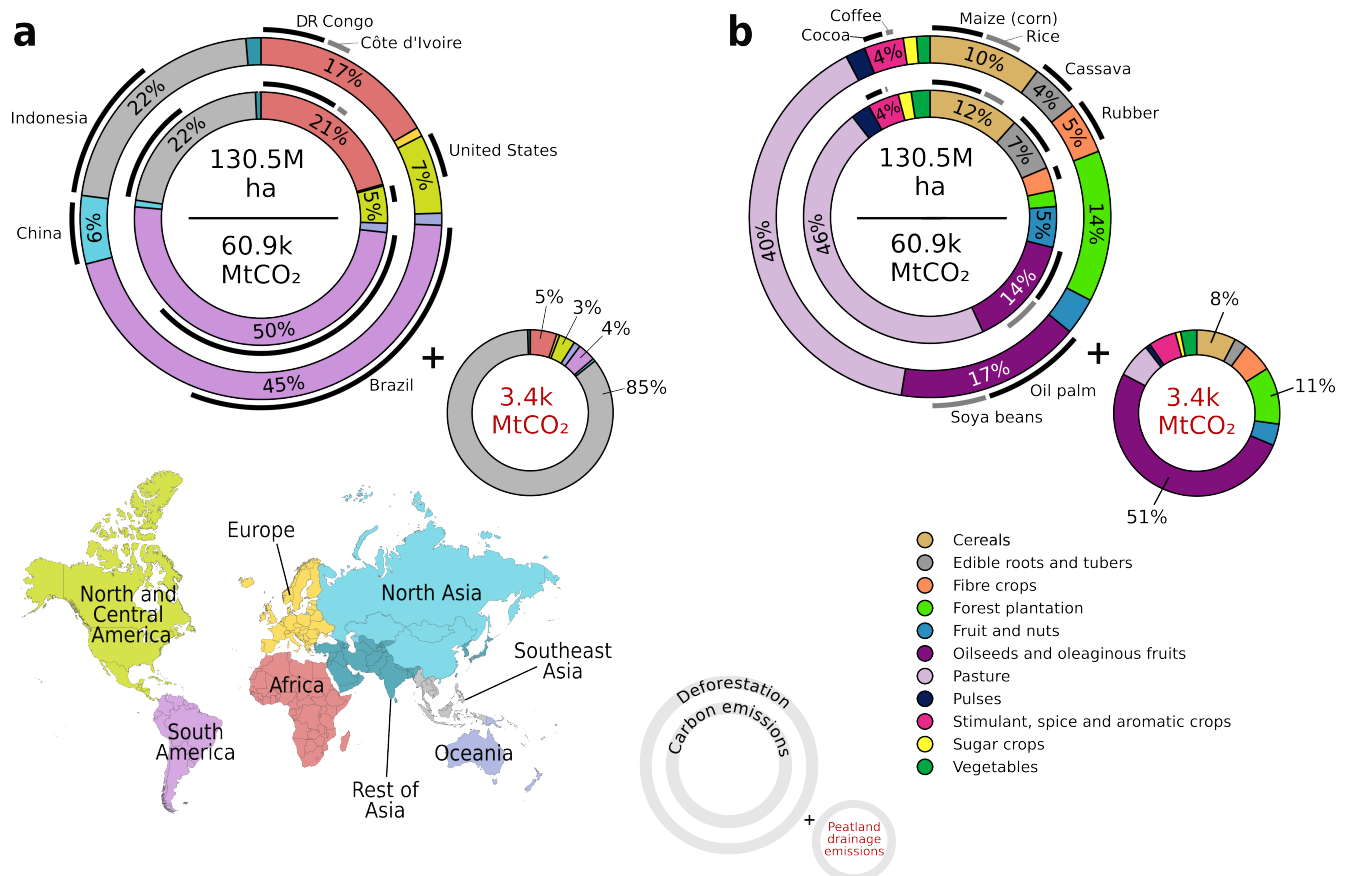 a
DR Congo
Côte d'Ivoire
17%
22%
21%
22%
Indonesia
United States
7%
5%
130.5M
ha
60.9k
MtCO₂
China
6%
50%
45%
Brazil
+
5%
3%
4%
85%
3.4k
MtCO₂
b
Coffee
Cocoa
Maize (corn)
Rice
4%
10%
Cassava
4%
Rubber
5%
4%
12%
7%
130.5M
ha
60.9k
MtCO₂
5%
14%
40%
46%
14%
17%
Oil palm
Soya beans
+
8%
11%
3.4k
MtCO₂
51%
Europe
North Asia
North and
Central
America
Southeast
Asia
Africa
South
America
Oceania
Rest of
Asia
Deforestation
Carbon emissions
+
Peatland
drainage
emissions
Cereals
Edible roots and tubers
Fibre crops
Forest plantation
Fruit and nuts
Oilseeds and oleaginous fruits
Pasture
Pulses
Stimulant, spice and aromatic crops
Sugar crops
Vegetables